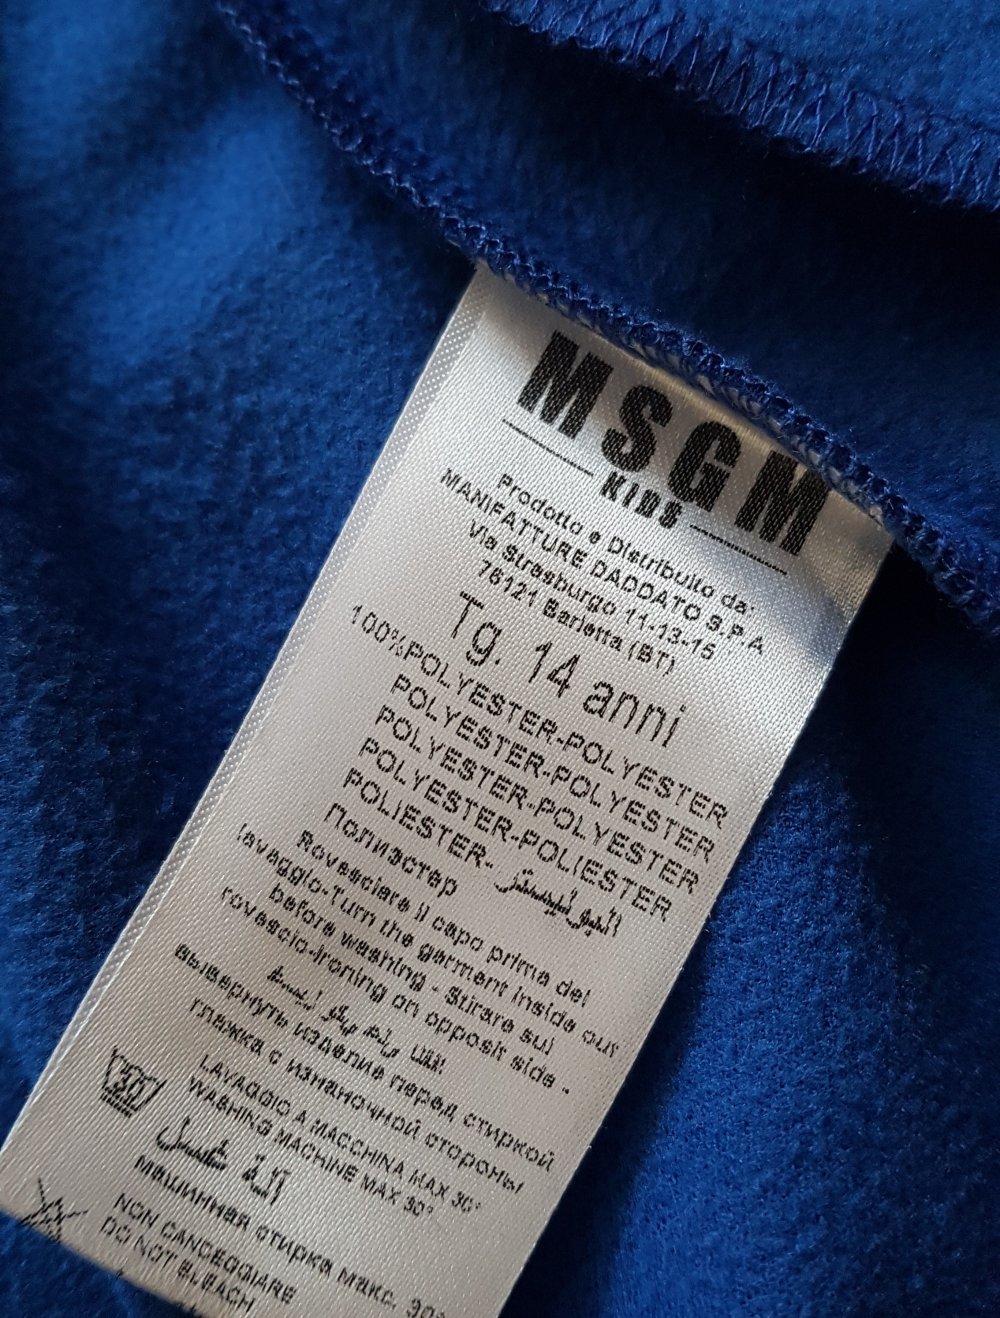 MSGM
KIDS
Prodotto e Distribuito da:
MANIFATTURE DADDATO S.P.A
Via Strasburgo 11-13-15
76121 Barletta (BT)
Tg. 14 anni
100%POLYESTER-POLYESTER
POLYESTER-POLYESTER
POLYESTER-POLYESTER
POLYESTER-POLIESTER
POLIESTER-
Полиэстер
Rovesciare il capo prima del
lavaggio-Turn the garment inside out
before washing - Stirare sul
rovescio-Ironing on opposit side -
вывернуть изделие перед стиркой
глажка с изнаночной стороны
30
LAVAGGIO A MACCHINA MAX 30°
WASHING MACHINE MAX 30°
Машинная стирка макс. 30°
NON CANDEGGIARE
DO NOT BLEACH